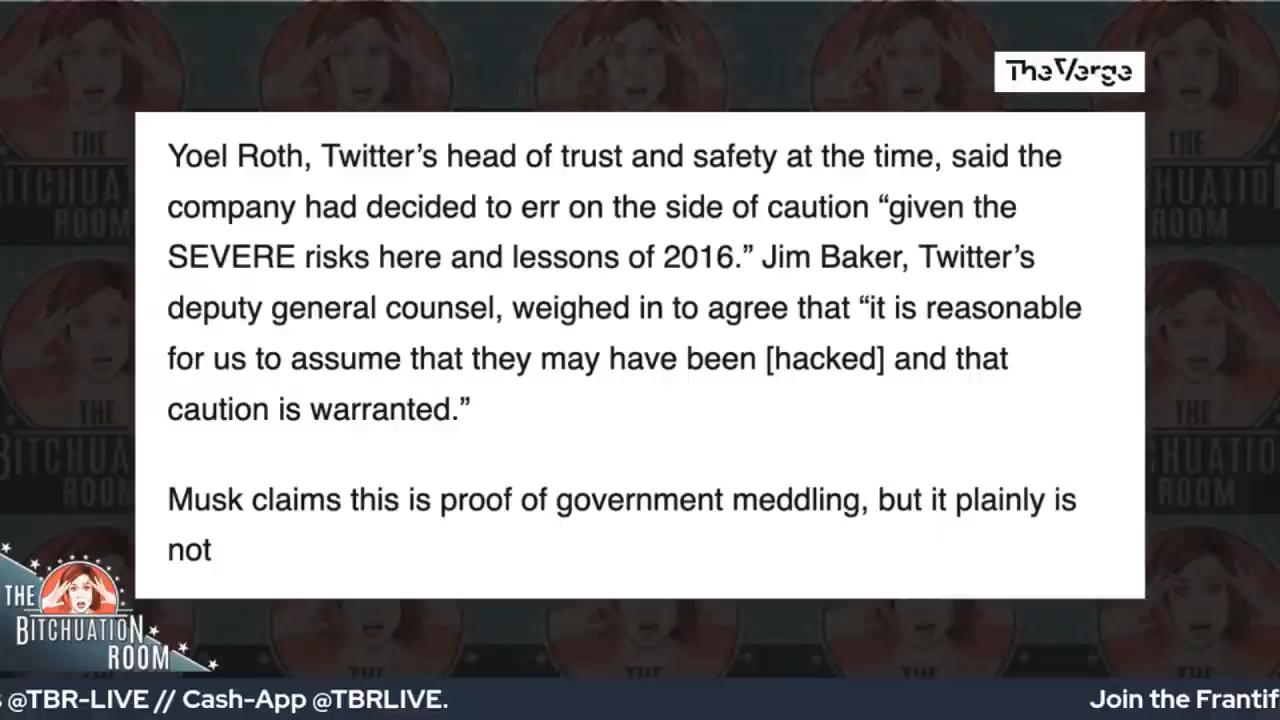 TheVerge
Yoel Roth, Twitter’s head of trust and safety at the time, said the
company had decided to err on the side of caution “given the
SEVERE risks here and lessons of 2016.” Jim Baker, Twitter’s
deputy general counsel, weighed in to agree that “it is reasonable
for us to assume that they may have been [hacked] and that
caution is warranted.”
Musk claims this is proof of government meddling, but it plainly is
not
THE
BITCHUATION
ROOM
@TBR-LIVE // Cash-App @TBRLIVE.
Join the Frantif